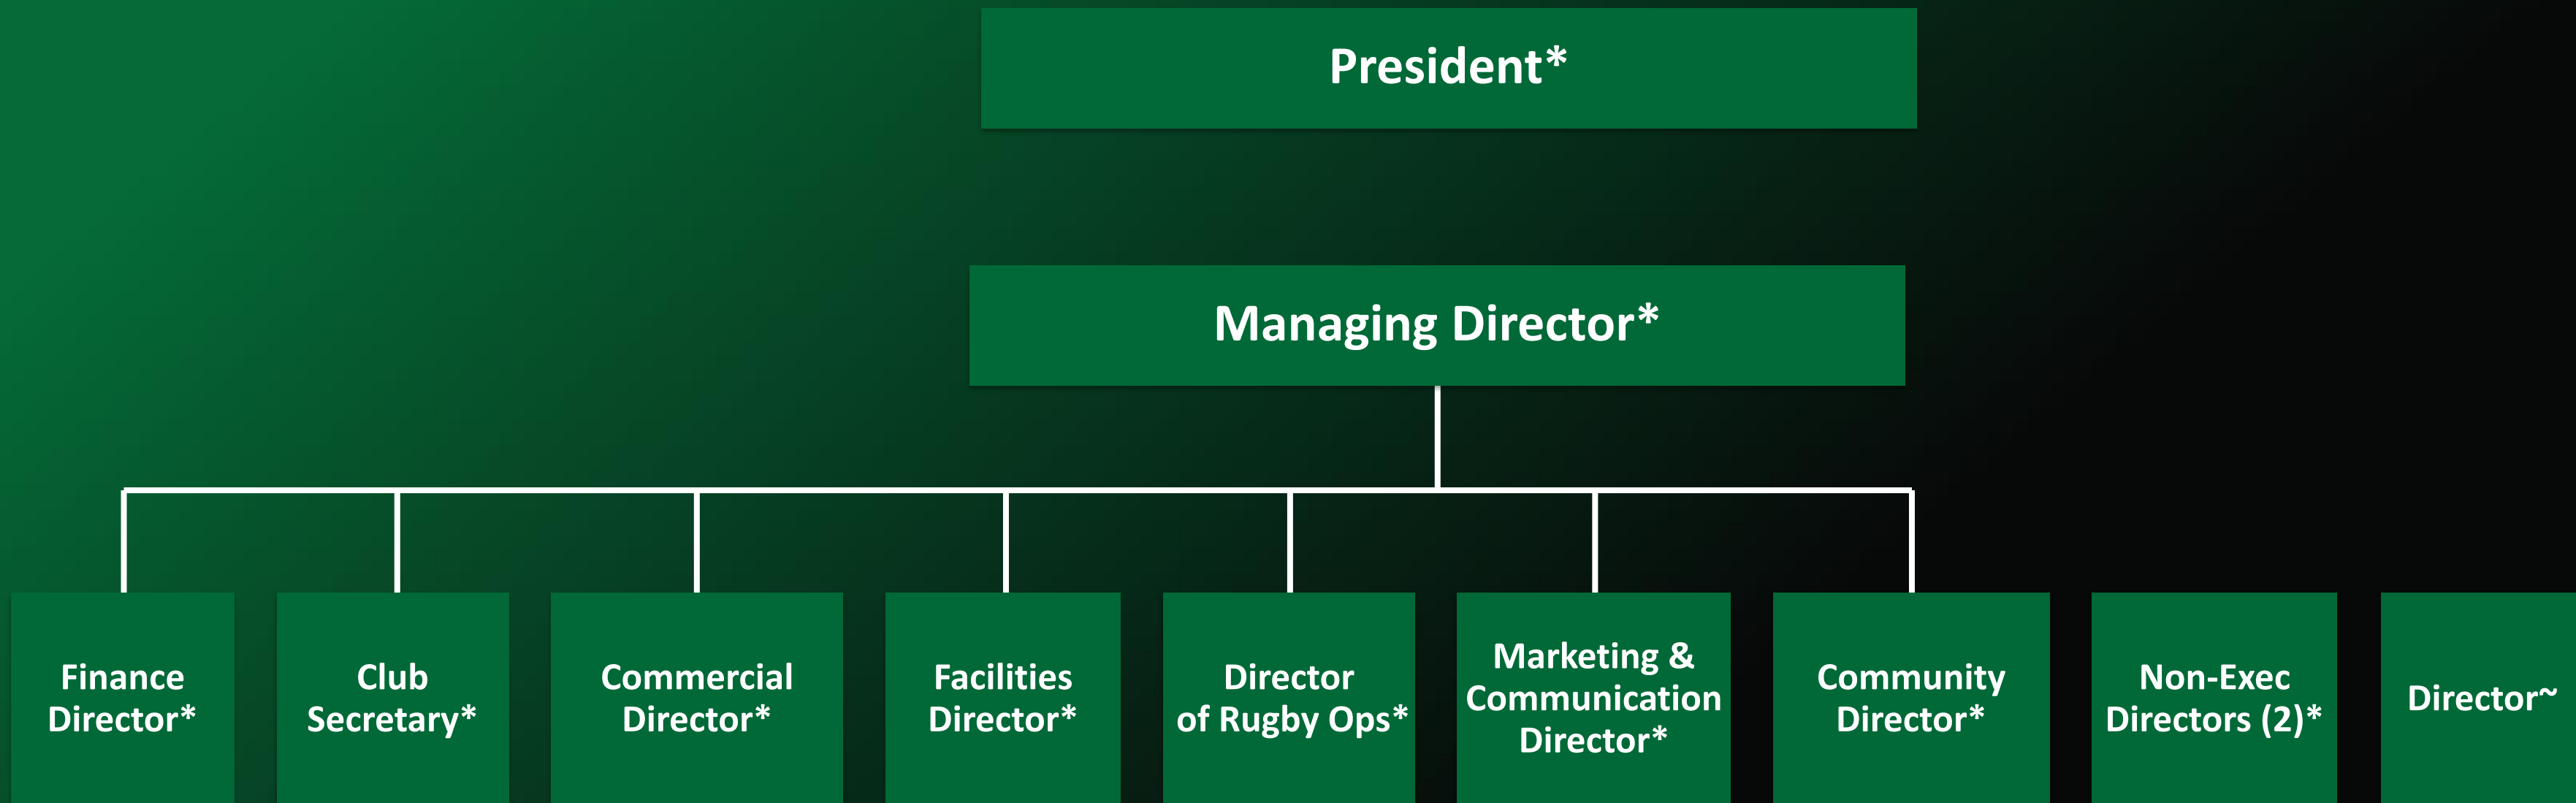 President*
Managing Director*
Finance
Director*
Club
Secretary*
Commercial
Director*
Facilities
Director*
Director
of Rugby Ops*
Marketing &
Communication
Director*
Community
Director*
Non-Exec
Directors (2)*
Director~